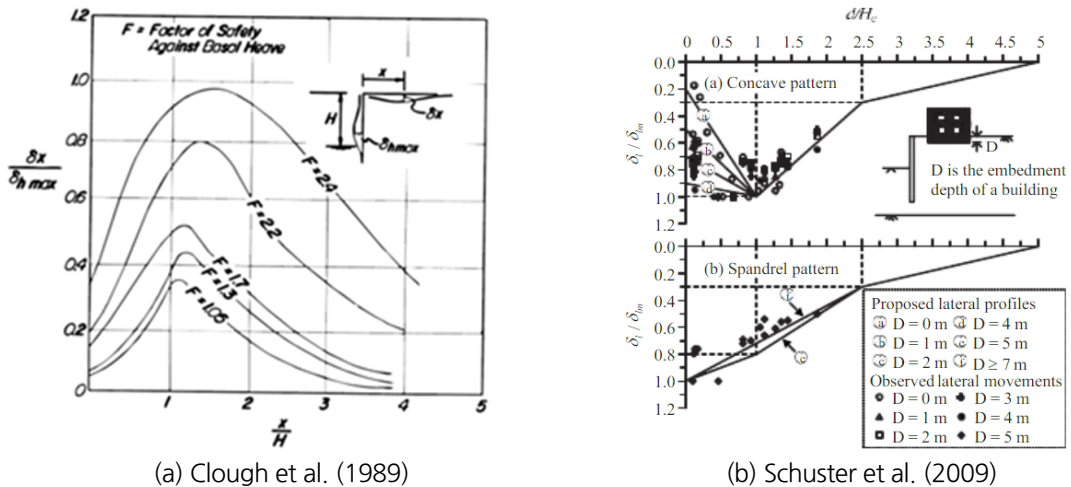 1.2
1.0
0.8
0.6
0.4
0.2
0
F = Factor of Safety
Against Basal Heave
x
H
δx
δh max
δx
δh max
F=2.4
F=2.2
F=1.7
F=1.3
F=1.05
0
1
2
3
4
5
x
H
(a) Clough et al. (1989)
d/He
0 0.5 1 1.5 2 2.5 3 3.5 4 4.5 5
0.0
0.2
0.4
0.6
0.8
1.0
1.2
δl / δlm
(a) Concave pattern
a
b
c
d
D
D is the embedment
depth of a building
0.0
0.2
0.4
0.6
0.8
1.0
1.2
δl / δlm
(b) Spandrel pattern
f
e
Proposed lateral profiles
a D = 0 m d D = 4 m
b D = 1 m e D = 5 m
c D = 2 m f D ≥ 7 m
Observed lateral movements
D = 0 m D = 3 m
D = 1 m D = 4 m
D = 2 m D = 5 m
(b) Schuster et al. (2009)